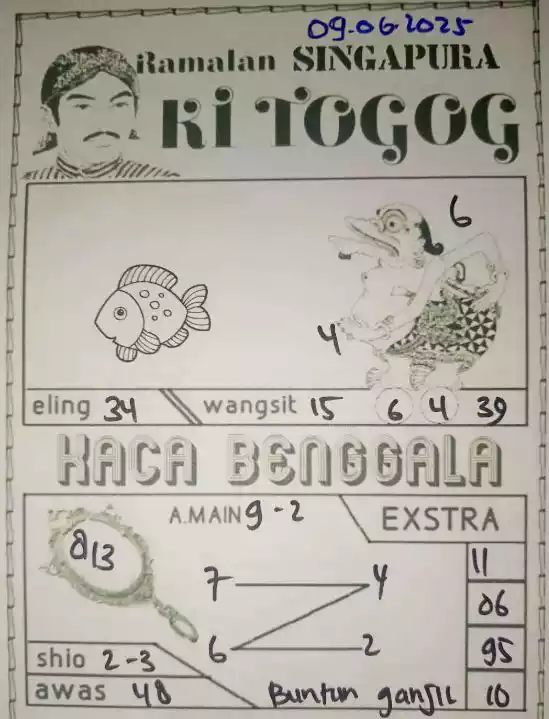 09.06.2025
Ramalan SINGAPURA
KI TOGOG
6
4
eling 34 wangsit 15 6 4 39
KACA BENGGALA
A.MAIN 9-2 EXSTRA
813
11
7 4
06
6 2
95
shio 2-3
awas 48 Buntun ganjil 10